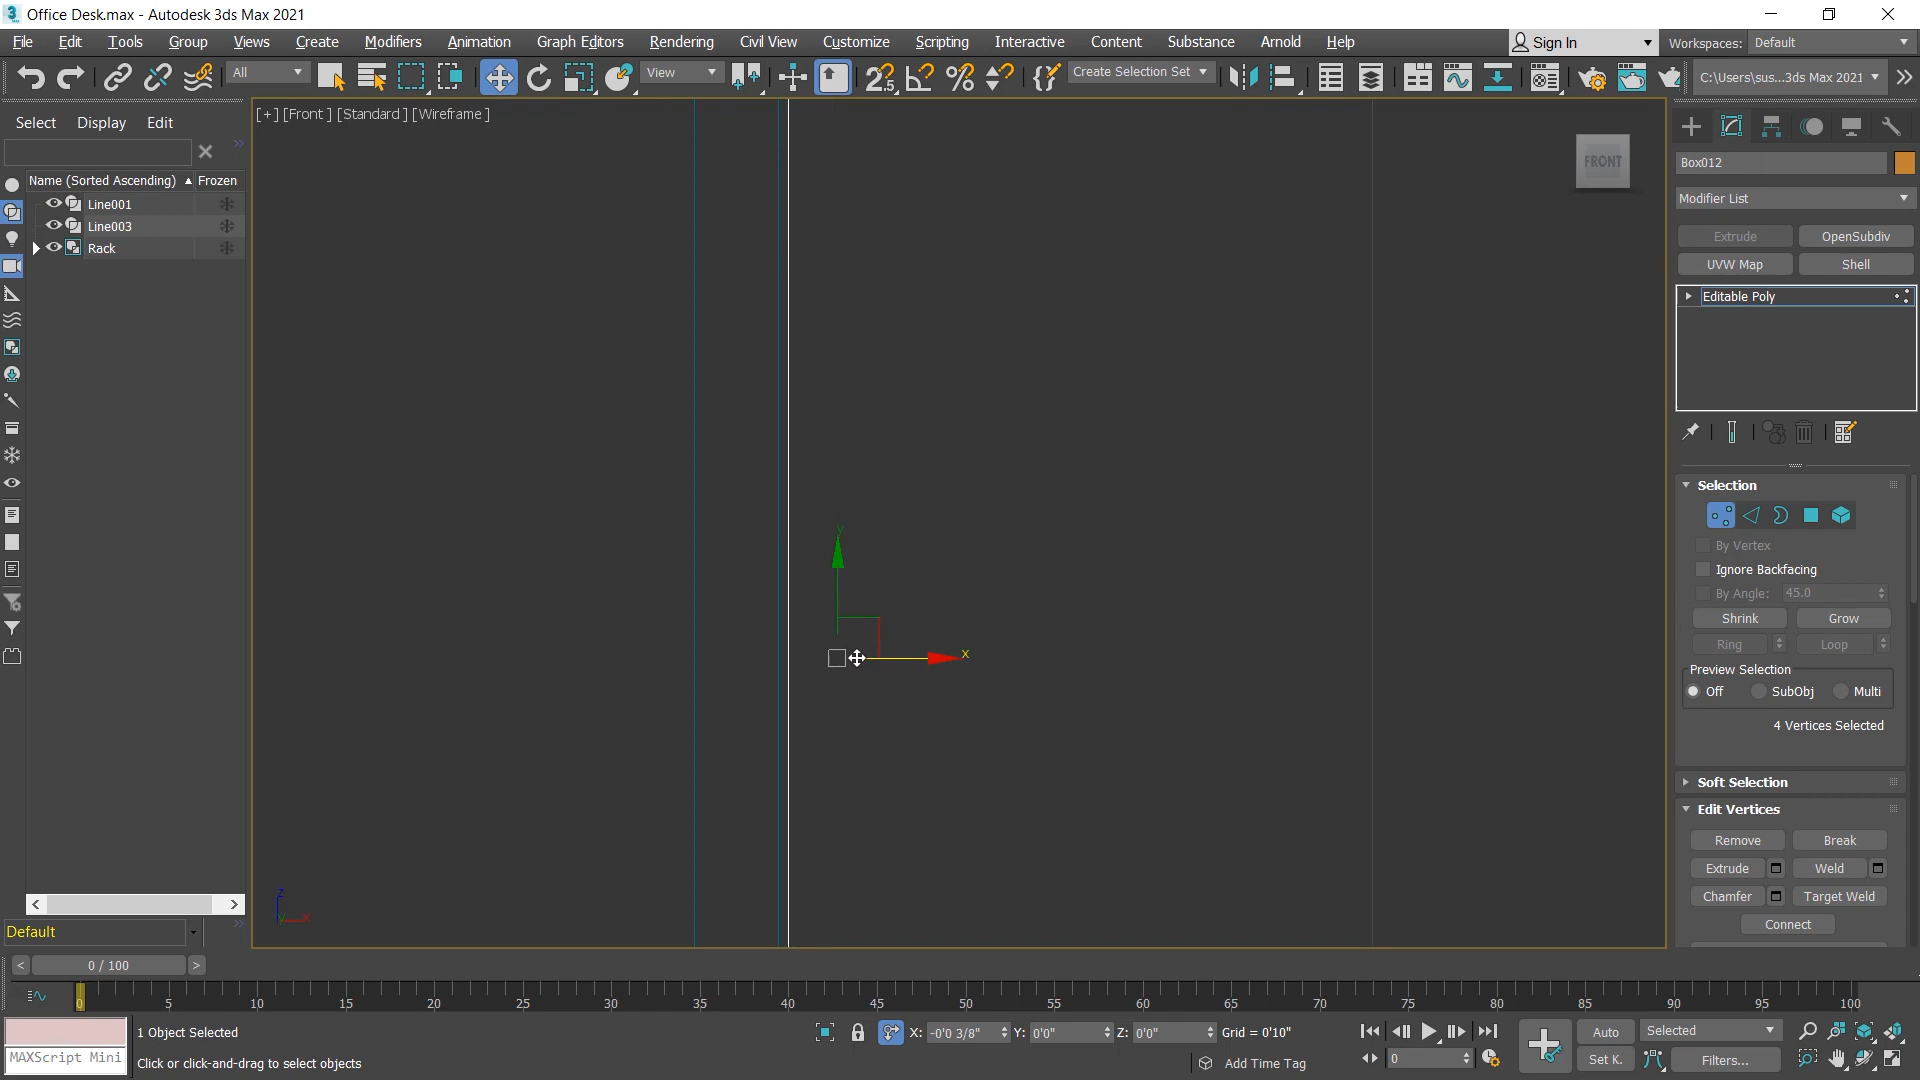 Office Desk.max - Autodesk 3ds Max 2021
File Edit Tools Group Views Create Modifiers Animation Graph Editors Rendering Civil View Customize Scripting Interactive Content Substance Arnold Help
Sign In
Workspaces: Default
All
View
2.5
Create Selection Set
C:\Users\sus...3ds Max 2021
Select Display Edit
[+] [Front ] [Standard ] [Wireframe ]
FRONT
Name (Sorted Ascending) Frozen
Line001
Line003
Rack
Box012
Modifier List
Extrude OpenSubdiv
UVW Map Shell
Editable Poly
Selection
By Vertex
Ignore Backfacing
By Angle: 45.0
Shrink Grow
Ring Loop
Preview Selection
Off SubObj Multi
4 Vertices Selected
Soft Selection
Edit Vertices
Remove Break
Extrude Weld
Chamfer Target Weld
Connect
y
x
z
y x
Default
< 0 / 100 >
0 5 10 15 20 25 30 35 40 45 50 55 60 65 70 75 80 85 90 95 100
1 Object Selected
X: -0'0 3/8" Y: 0'0" Z: 0'0" Grid = 0'10"
Auto Selected
MAXScript Mini
Click or click-and-drag to select objects
Add Time Tag
0
Set K. Filters...